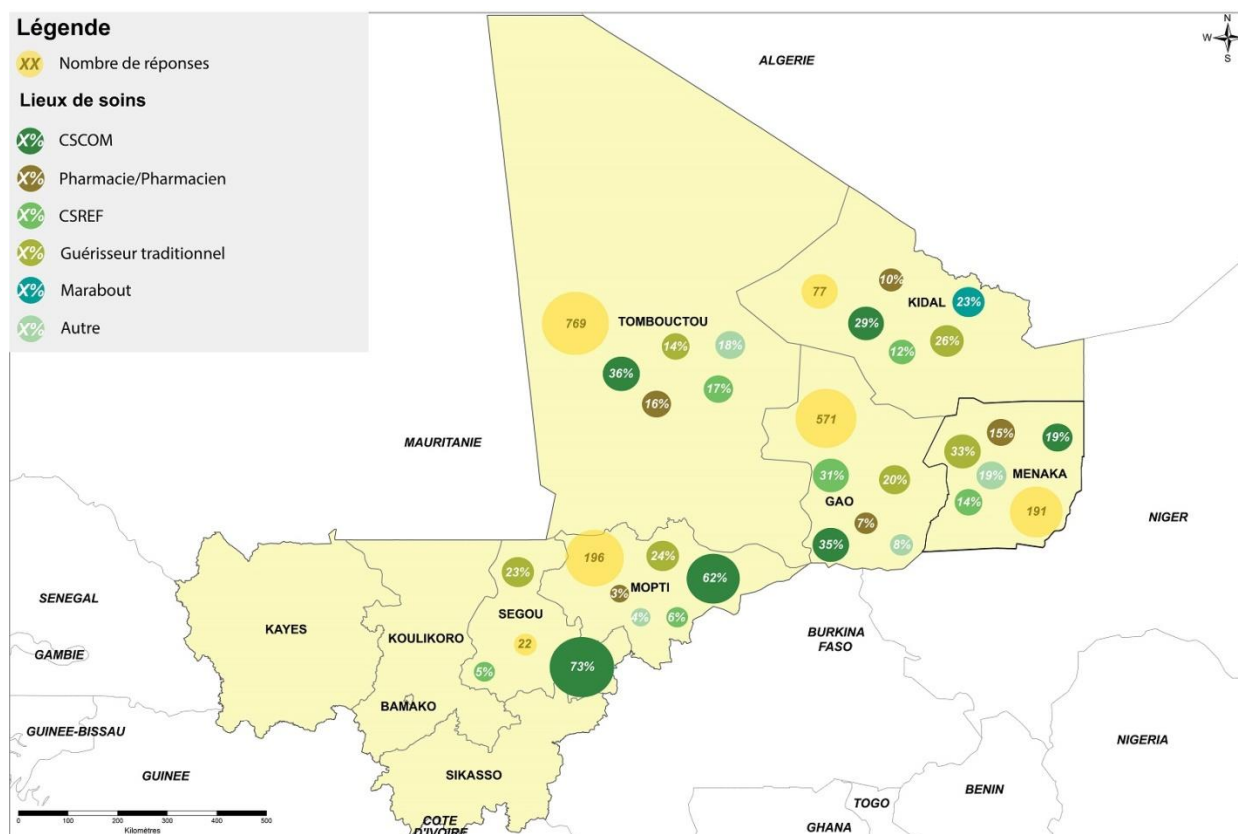 Légende
XX Nombre de réponses
Lieux de soins
X% CSCOM
X% Pharmacie/Pharmacien
X% CSREF
X% Guérisseur traditionnel
X% Marabout
X% Autre
N
W
S
ALGERIE
10%
77
KIDAL
23%
769
TOMBOUCTOU
29%
14%
18%
12%
26%
36%
17%
16%
571
MAURITANIE
15%
19%
33%
31%
20%
19%
MENAKA
GAO
14%
191
7%
NIGER
35%
8%
196
24%
23%
62%
MOPTI
3%
SENEGAL
SEGOU
4%
6%
KAYES
KOULIKORO
22
BURKINA
FASO
GAMBIE
5%
73%
BAMAKO
GUINEE-BISSAU
NIGERIA
GUINEE
SIKASSO
BENIN
TOGO
0 100 200 300 400 500
Kilomètres
COTE
D'IVOIRE
GHANA